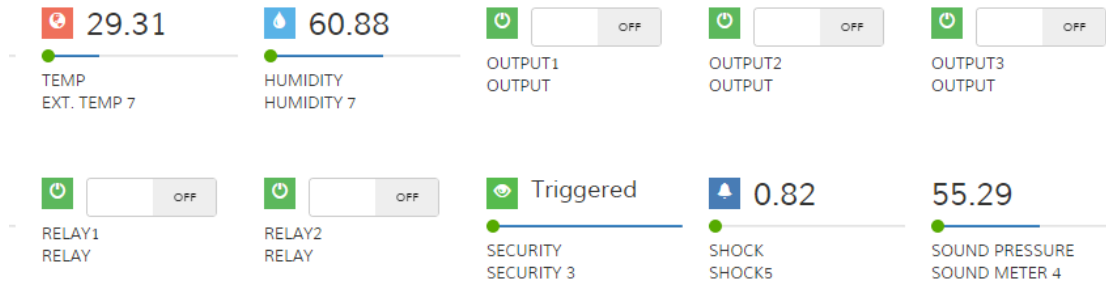 29.31
TEMP
EXT. TEMP 7
60.88
HUMIDITY
HUMIDITY 7
OFF
OUTPUT1
OUTPUT
OFF
OUTPUT2
OUTPUT
OFF
OUTPUT3
OUTPUT
OFF
RELAY1
RELAY
OFF
RELAY2
RELAY
Triggered
SECURITY
SECURITY 3
0.82
SHOCK
SHOCK5
55.29
SOUND PRESSURE
SOUND METER 4